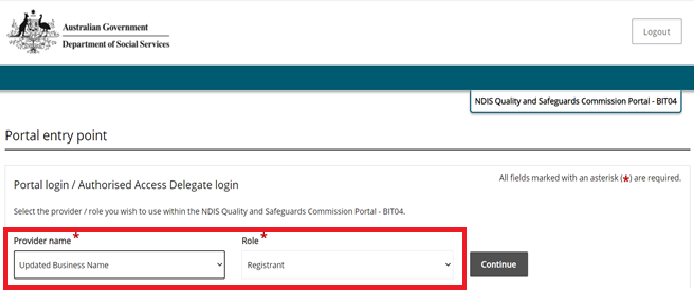 Australian Government
Department of Social Services
Logout
NDIS Quality and Safeguards Commission Portal - BIT04
Portal entry point
All fields marked with an asterisk (*) are required.
Portal login / Authorised Access Delegate login
Select the provider / role you wish to use within the NDIS Quality and Safeguards Commission Portal - BIT04.
Provider name * Role *
Updated Business Name Registrant Continue